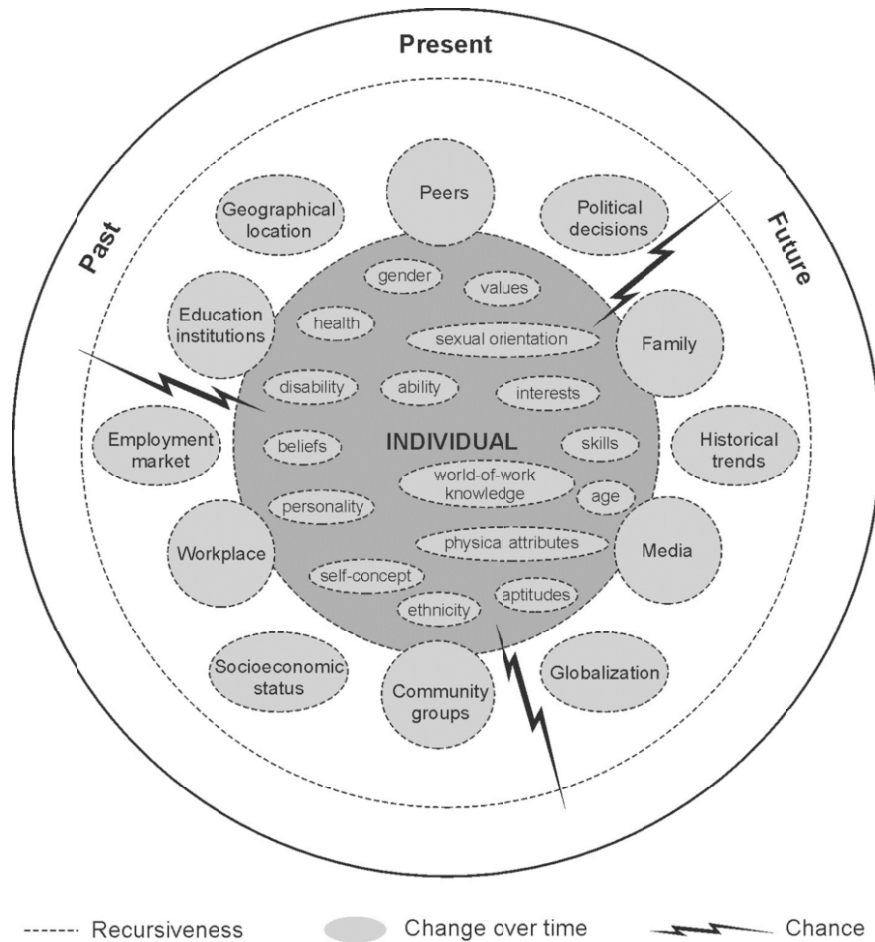 Present
Past
Future
Peers
Geographical
location
Political
decisions
gender
values
Education
institutions
health
sexual orientation
Family
disability
ability
interests
Employment
market
beliefs
INDIVIDUAL
skills
Historical
trends
world-of-work
knowledge
age
personality
Workplace
physica attributes
Media
self-concept
ethnicity
aptitudes
Socioeconomic
status
Community
groups
Globalization
Recursiveness
Change over time
Chance